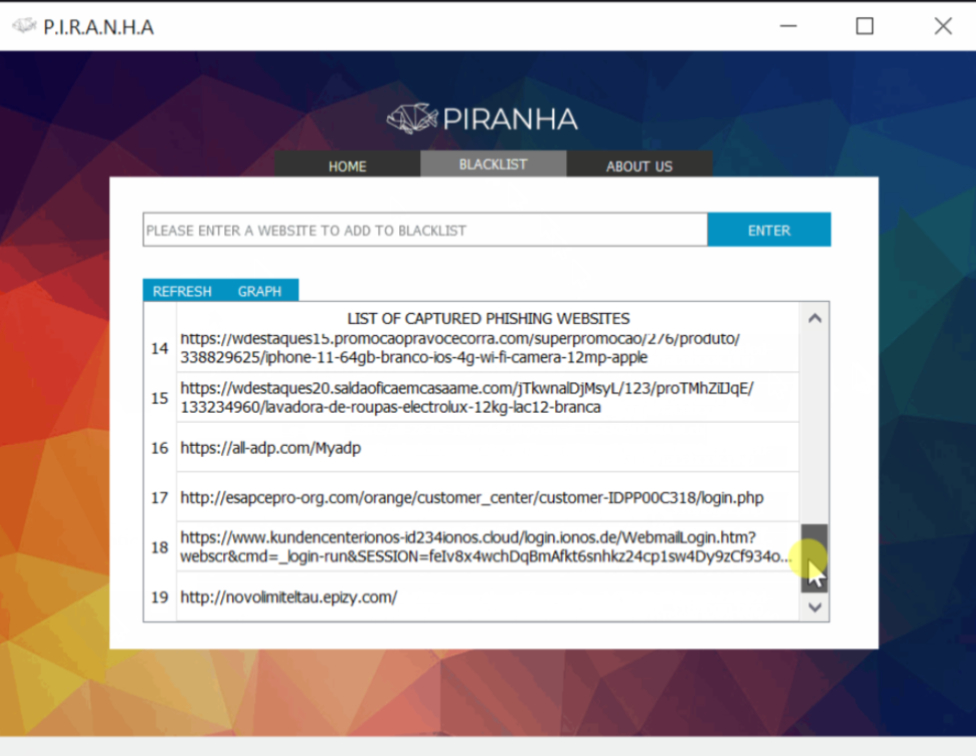 P.I.R.A.N.H.A
PIRANHA
HOME
BLACKLIST
ABOUT US
PLEASE ENTER A WEBSITE TO ADD TO BLACKLIST
ENTER
REFRESH
GRAPH
LIST OF CAPTURED PHISHING WEBSITES
14
https://wdestaques15.promocaopravocecorra.com/superpromocao/276/produto/
338829625/iphone-11-64gb-branco-ios-4g-wi-fi-camera-12mp-apple
15
https://wdestaques20.saldaoficaemcasaame.com/jTkwnalDjMsyL/123/proTMhZiIJqE/
133234960/lavadora-de-roupas-electrolux-12kg-lac12-branca
16
https://all-adp.com/Myadp
17
http://esapcepro-org.com/orange/customer_center/customer-IDPP00C318/login.php
18
https://www.kundencenterionos-id234ionos.cloud/login.ionos.de/WebmailLogin.htm?
webscr&cmd=_login-run&SESSION=feIv8x4wchDqBmAfkt6snhkz24cp1sw4Dy9zCf934o...
19
http://novolimiteltau.epizy.com/